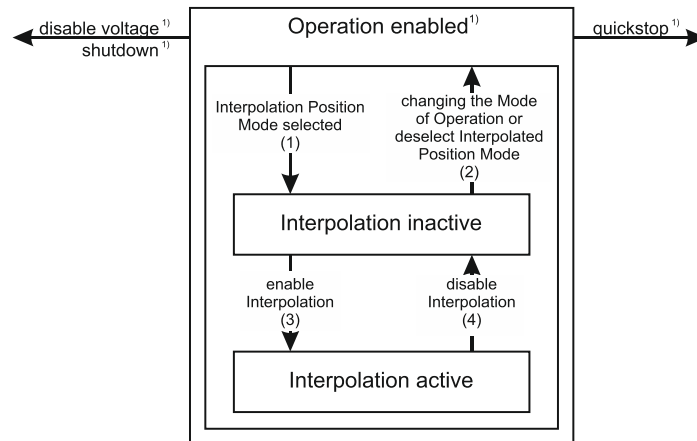 Operation enabled 1)
disable voltage 1)
shutdown 1)
quickstop 1)
Interpolation Position
Mode selected
(1)
changing the Mode
of Operation or
deselect Interpolated
Position Mode
(2)
Interpolation inactive
enable
Interpolation
(3)
disable
Interpolation
(4)
Interpolation active